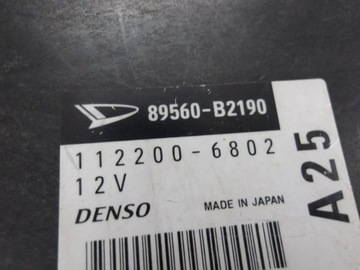 89560-B2190
112200-6802
12V
DENSO MADE IN JAPAN
A25